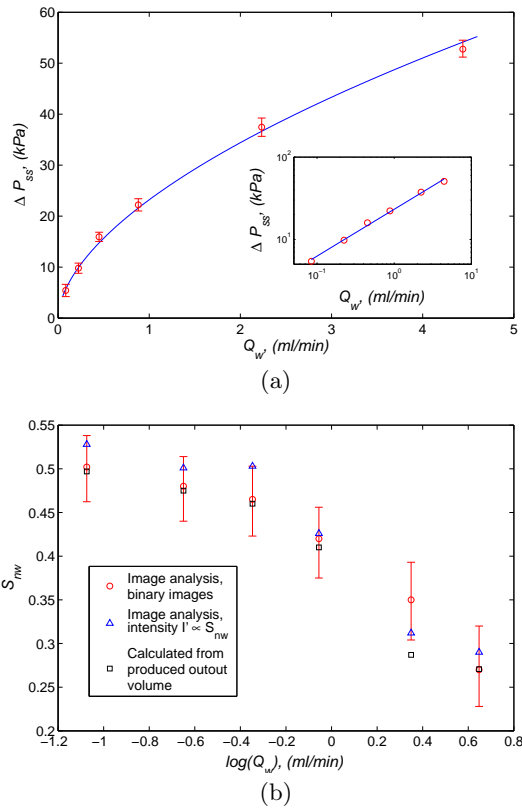 (a)
60
50
40
30
20
10
0
Δ P_ss, (kPa)
0 1 2 3 4 5
Q_w, (ml/min)
10^2
10^1
Δ P_ss, (kPa)
10^-1 10^0 10^1
Q_w, (ml/min)
(a)
0.55
0.5
0.45
0.4
0.35
0.3
0.25
0.2
S_nw
Image analysis,
binary images
Image analysis,
intensity I' ∝ S_nw
Calculated from
produced outout
volume
−1.2 −1 −0.8 −0.6 −0.4 −0.2 0 0.2 0.4 0.6 0.8
log(Q_w), (ml/min)
(b)